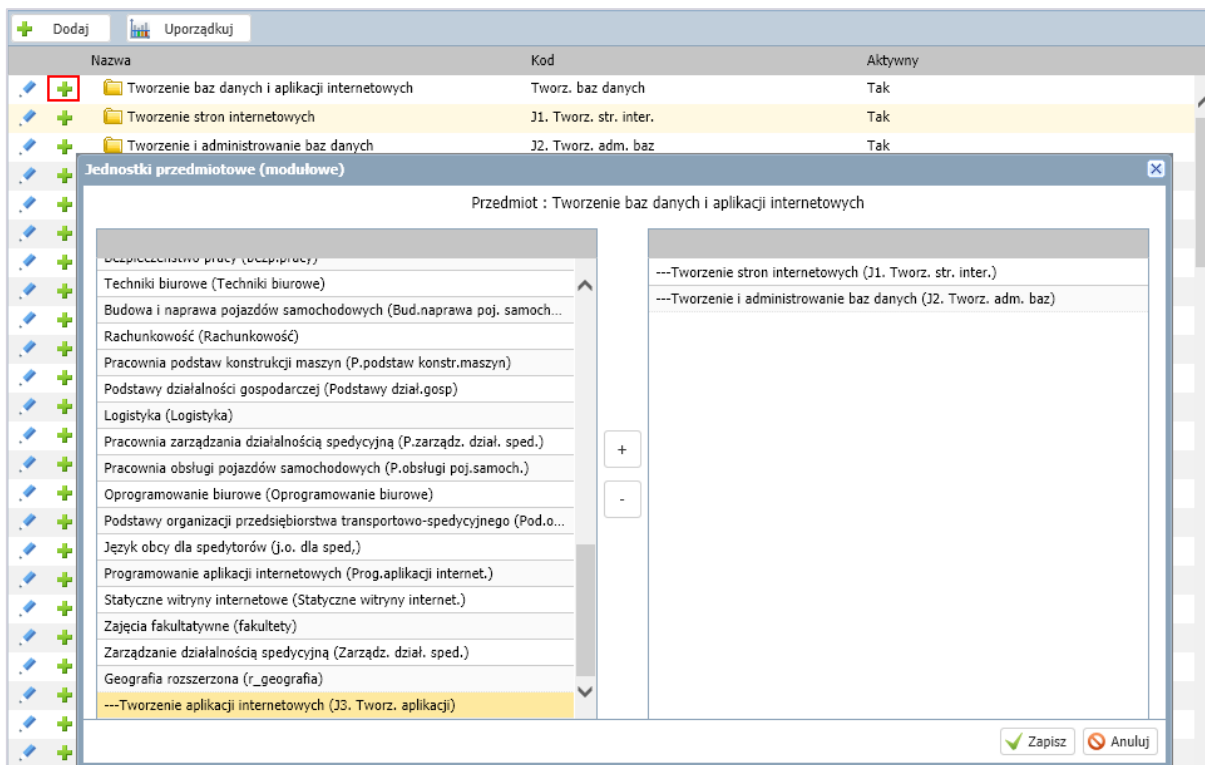 Dodaj Uporządkuj
Nazwa Kod Aktywny
Tworzenie baz danych i aplikacji internetowych Tworz. baz danych Tak
Tworzenie stron internetowych J1. Tworz. str. inter. Tak
Tworzenie i administrowanie baz danych J2. Tworz. adm. baz Tak
Jednostki przedmiotowe (modułowe)
Przedmiot : Tworzenie baz danych i aplikacji internetowych
Bezpieczeństwo pracy (Bezp.pracy)
Techniki biurowe (Techniki biurowe)
Budowa i naprawa pojazdów samochodowych (Bud.naprawa poj. samoch...
Rachunkowość (Rachunkowość)
Pracownia podstaw konstrukcji maszyn (P.podstaw konstr.maszyn)
Podstawy działalności gospodarczej (Podstawy dział.gosp)
Logistyka (Logistyka)
Pracownia zarządzania działalnością spedycyjną (P.zarządz. dział. sped.)
Pracownia obsługi pojazdów samochodowych (P.obsługi poj.samoch.)
Oprogramowanie biurowe (Oprogramowanie biurowe)
Podstawy organizacji przedsiębiorstwa transportowo-spedycyjnego (Pod.o...
Język obcy dla spedytorów (j.o. dla sped,)
Programowanie aplikacji internetowych (Prog.aplikacji internet.)
Statyczne witryny internetowe (Statyczne witryny internet.)
Zajęcia fakultatywne (fakultety)
Zarządzanie działalnością spedycyjną (Zarządz. dział. sped.)
Geografia rozszerzona (r_geografia)
---Tworzenie aplikacji internetowych (J3. Tworz. aplikacji)
+
-
---Tworzenie stron internetowych (J1. Tworz. str. inter.)
---Tworzenie i administrowanie baz danych (J2. Tworz. adm. baz)
Zapisz Anuluj